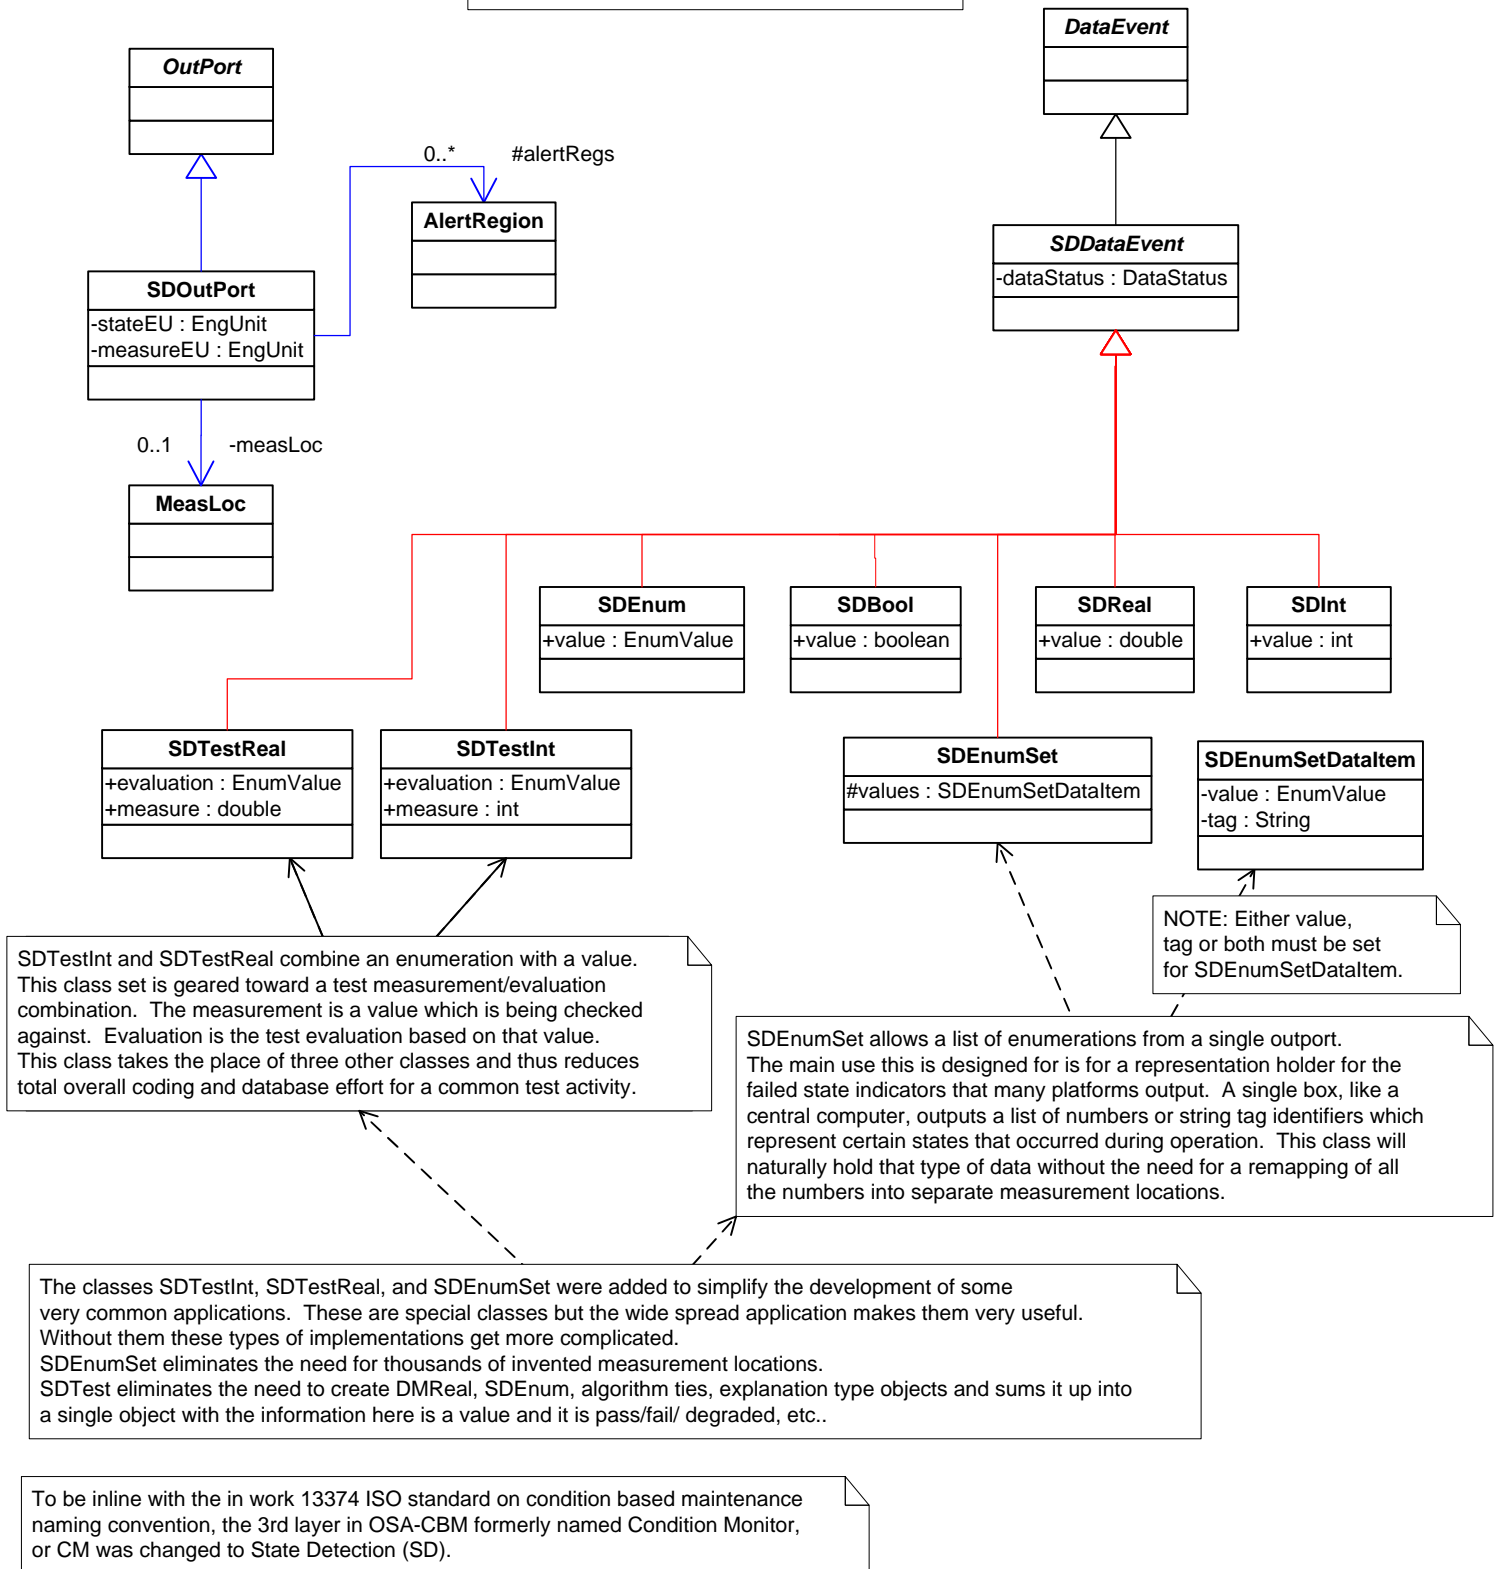 DataEvent
OutPort
0..*
#alertRegs
AlertRegion
SDDataEvent
-dataStatus : DataStatus
SDOutPort
-stateEU : EngUnit
-measureEU : EngUnit
0..1
-measLoc
MeasLoc
SDEnum
+value : EnumValue
SDBool
+value : boolean
SDReal
+value : double
SDInt
+value : int
SDTestReal
+evaluation : EnumValue
+measure : double
SDTestInt
+evaluation : EnumValue
+measure : int
SDEnumSet
#values : SDEnumSetDataItem
SDEnumSetDataItem
-value : EnumValue
-tag : String
NOTE: Either value,
tag or both must be set
for SDEnumSetDataItem.
SDTestInt and SDTestReal combine an enumeration with a value.
This class set is geared toward a test measurement/evaluation
combination.  The measurement is a value which is being checked
against.  Evaluation is the test evaluation based on that value.
This class takes the place of three other classes and thus reduces
total overall coding and database effort for a common test activity.
SDEnumSet allows a list of enumerations from a single outport.
The main use this is designed for is for a representation holder for the
failed state indicators that many platforms output.  A single box, like a
central computer, outputs a list of numbers or string tag identifiers which
represent certain states that occurred during operation.  This class will
naturally hold that type of data without the need for a remapping of all
the numbers into separate measurement locations.
The classes SDTestInt, SDTestReal, and SDEnumSet were added to simplify the development of some
very common applications.  These are special classes but the wide spread application makes them very useful.
Without them these types of implementations get more complicated.
SDEnumSet eliminates the need for thousands of invented measurement locations.
SDTest eliminates the need to create DMReal, SDEnum, algorithm ties, explanation type objects and sums it up into
a single object with the information here is a value and it is pass/fail/ degraded, etc..
To be inline with the in work 13374 ISO standard on condition based maintenance
naming convention, the 3rd layer in OSA-CBM formerly named Condition Monitor,
or CM was changed to State Detection (SD).